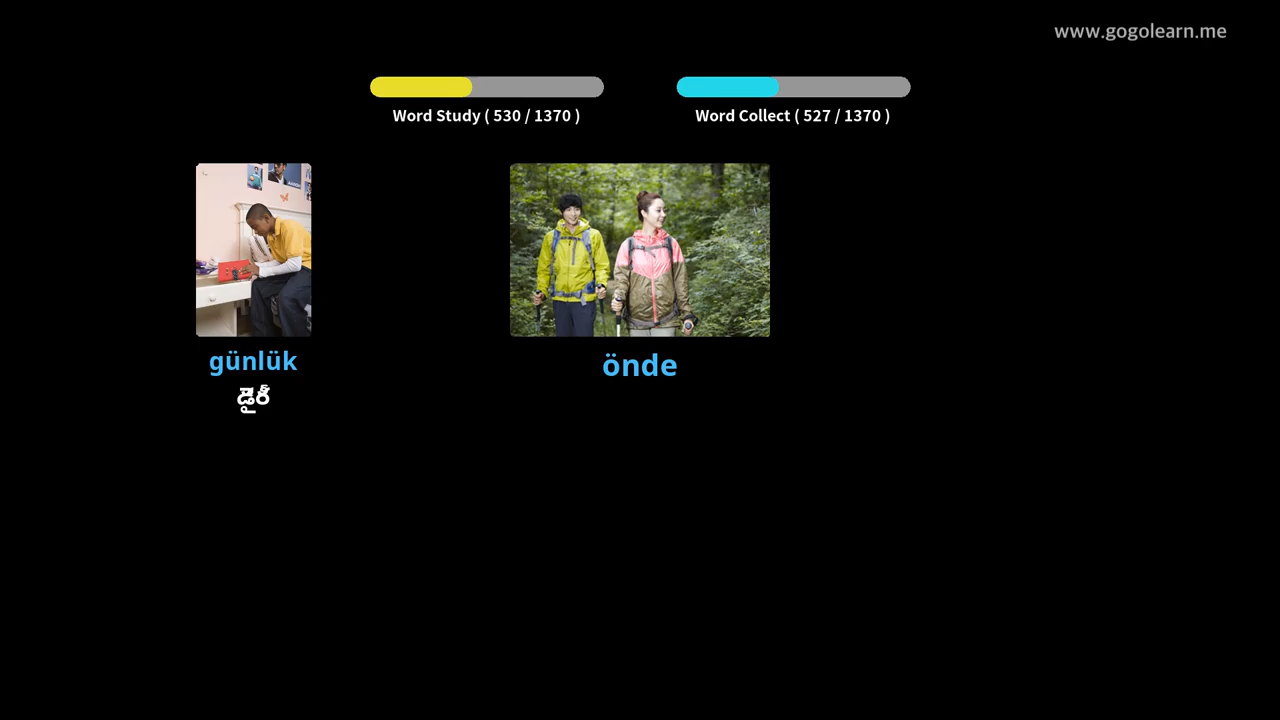 www.gogolearn.me
Word Study ( 530 / 1370 )
Word Collect ( 527 / 1370 )
günlük
డైరీ
önde